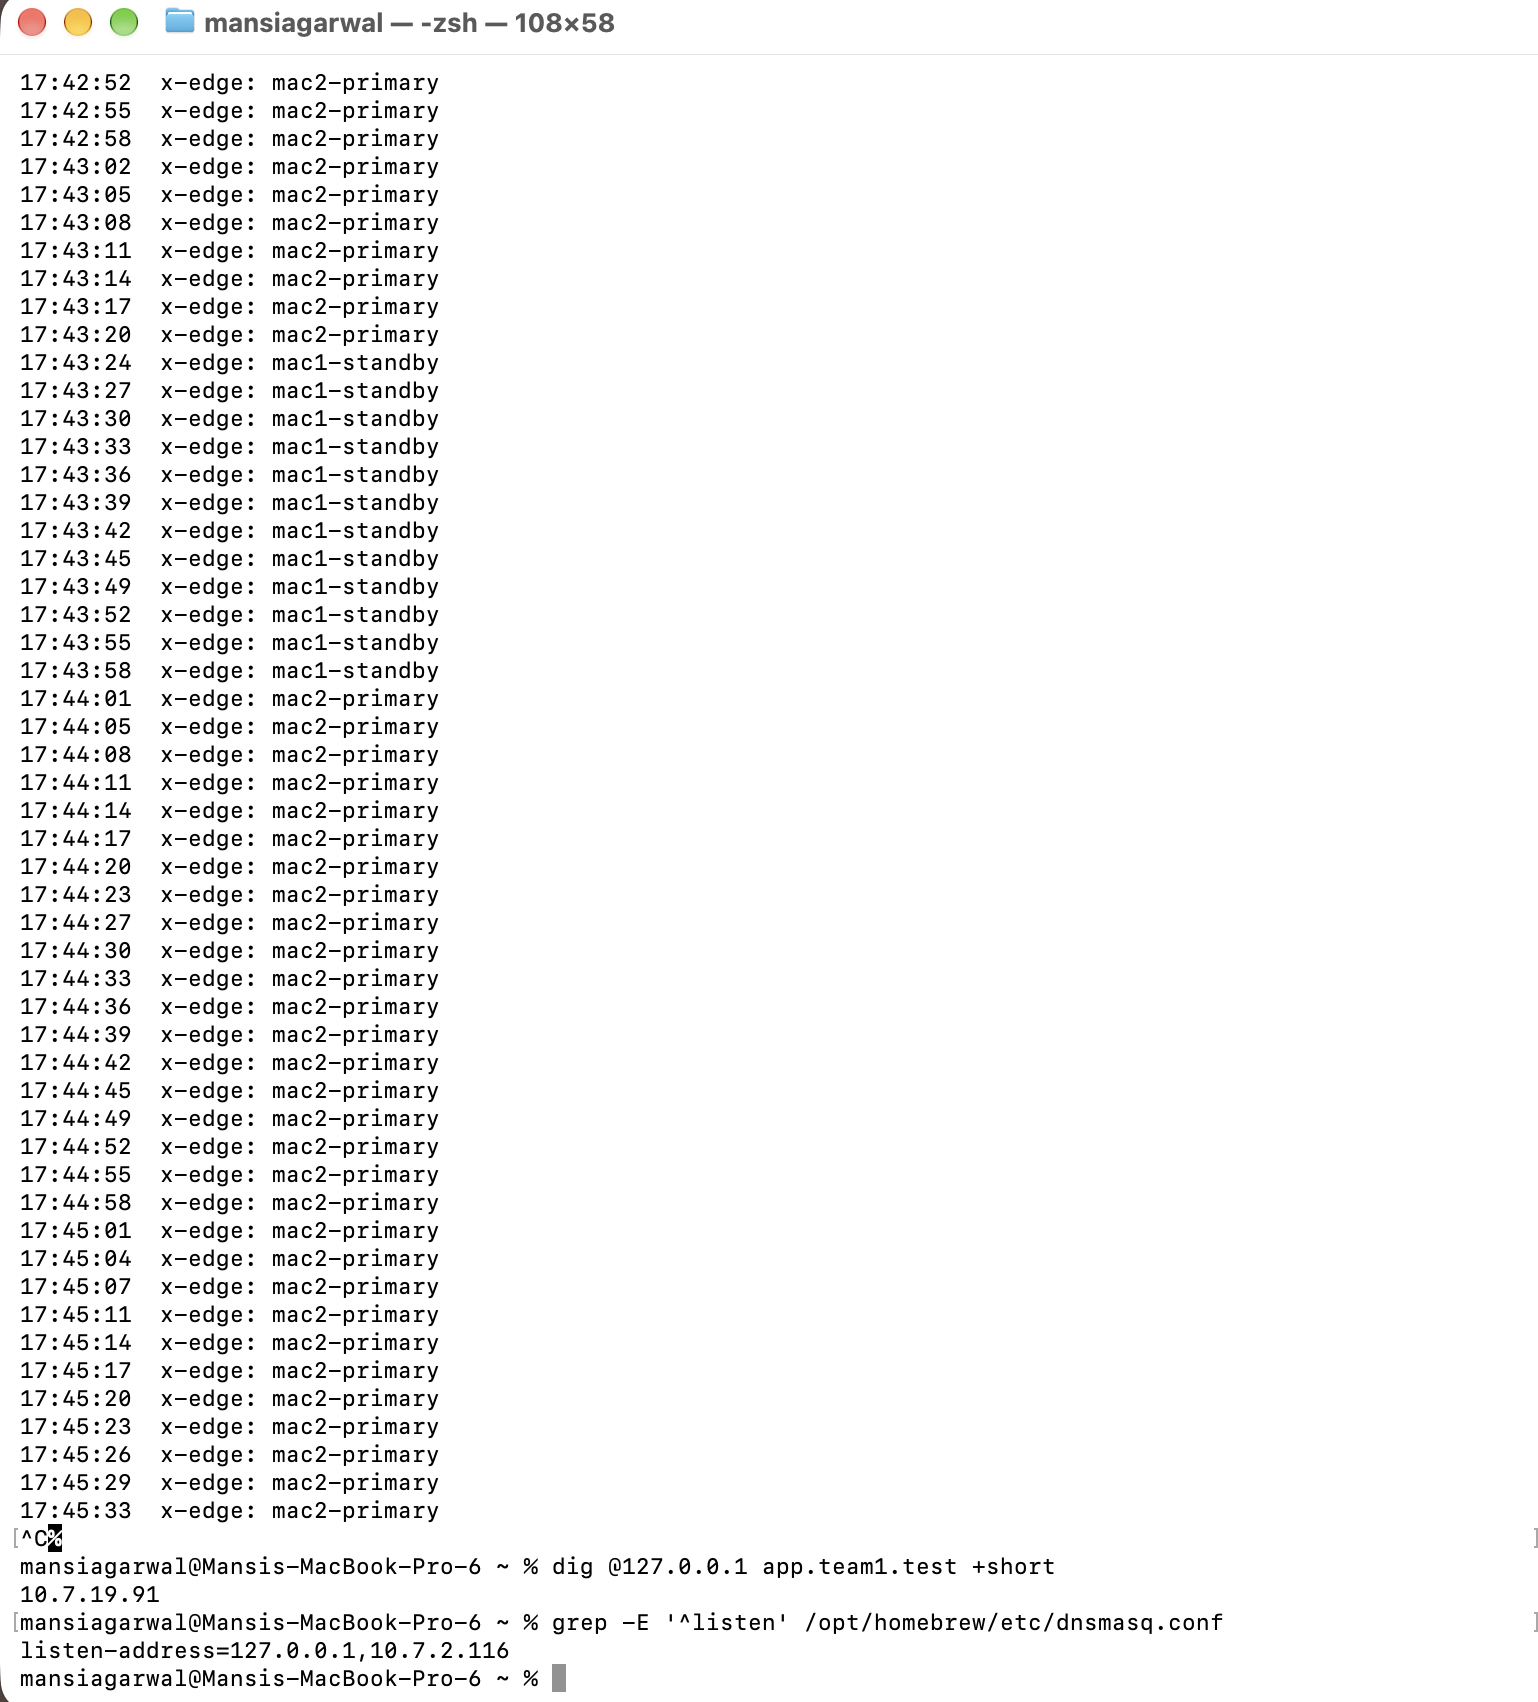 mansiagarwal — -zsh — 108×58
17:42:52  x-edge: mac2-primary
17:42:55  x-edge: mac2-primary
17:42:58  x-edge: mac2-primary
17:43:02  x-edge: mac2-primary
17:43:05  x-edge: mac2-primary
17:43:08  x-edge: mac2-primary
17:43:11  x-edge: mac2-primary
17:43:14  x-edge: mac2-primary
17:43:17  x-edge: mac2-primary
17:43:20  x-edge: mac2-primary
17:43:24  x-edge: mac1-standby
17:43:27  x-edge: mac1-standby
17:43:30  x-edge: mac1-standby
17:43:33  x-edge: mac1-standby
17:43:36  x-edge: mac1-standby
17:43:39  x-edge: mac1-standby
17:43:42  x-edge: mac1-standby
17:43:45  x-edge: mac1-standby
17:43:49  x-edge: mac1-standby
17:43:52  x-edge: mac1-standby
17:43:55  x-edge: mac1-standby
17:43:58  x-edge: mac1-standby
17:44:01  x-edge: mac2-primary
17:44:05  x-edge: mac2-primary
17:44:08  x-edge: mac2-primary
17:44:11  x-edge: mac2-primary
17:44:14  x-edge: mac2-primary
17:44:17  x-edge: mac2-primary
17:44:20  x-edge: mac2-primary
17:44:23  x-edge: mac2-primary
17:44:27  x-edge: mac2-primary
17:44:30  x-edge: mac2-primary
17:44:33  x-edge: mac2-primary
17:44:36  x-edge: mac2-primary
17:44:39  x-edge: mac2-primary
17:44:42  x-edge: mac2-primary
17:44:45  x-edge: mac2-primary
17:44:49  x-edge: mac2-primary
17:44:52  x-edge: mac2-primary
17:44:55  x-edge: mac2-primary
17:44:58  x-edge: mac2-primary
17:45:01  x-edge: mac2-primary
17:45:04  x-edge: mac2-primary
17:45:07  x-edge: mac2-primary
17:45:11  x-edge: mac2-primary
17:45:14  x-edge: mac2-primary
17:45:17  x-edge: mac2-primary
17:45:20  x-edge: mac2-primary
17:45:23  x-edge: mac2-primary
17:45:26  x-edge: mac2-primary
17:45:29  x-edge: mac2-primary
17:45:33  x-edge: mac2-primary
[^C% ]
mansiagarwal@Mansis-MacBook-Pro-6 ~ % dig @127.0.0.1 app.team1.test +short
10.7.19.91
[mansiagarwal@Mansis-MacBook-Pro-6 ~ % grep -E '^listen' /opt/homebrew/etc/dnsmasq.conf ]
listen-address=127.0.0.1,10.7.2.116
mansiagarwal@Mansis-MacBook-Pro-6 ~ %